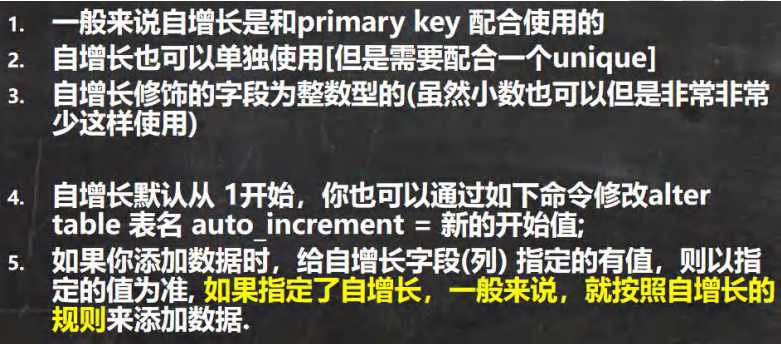 1. 一般来说自增长是和primary key 配合使用的
2. 自增长也可以单独使用[但是需要配合一个unique]
3. 自增长修饰的字段为整数型的(虽然小数也可以但是非常非常
少这样使用)
4. 自增长默认从 1开始，你也可以通过如下命令修改alter
table 表名 auto_increment = 新的开始值;
5. 如果你添加数据时，给自增长字段(列) 指定的有值，则以指
定的值为准, 如果指定了自增长，一般来说，就按照自增长的
规则来添加数据.